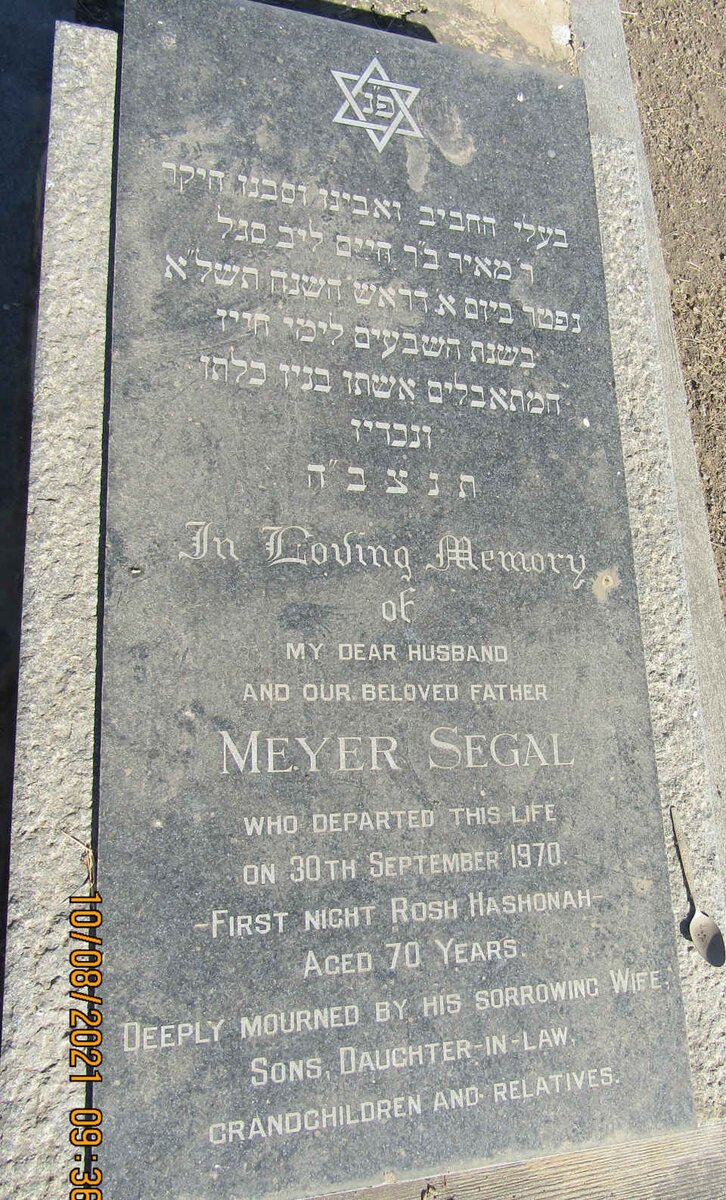 פ״נ
בעלי החביב ואבינו וסבנו היקר
ר׳ מאיר ב״ר חיים ליב סגל
נפטר ביום א׳ דראש השנה תשל״א
בשנת השבעים לימי חייו
המתאבלים אשתו בניו כלתו
ונכדיו
ת נ צ ב ״ה
In Loving Memory
of
MY DEAR HUSBAND
AND OUR BELOVED FATHER
MEYER SEGAL
WHO DEPARTED THIS LIFE
ON 30TH SEPTEMBER 1970.
-FIRST NIGHT ROSH HASHONAH-
AGED 70 YEARS
DEEPLY MOURNED BY HIS SORROWING WIFE,
SONS, DAUGHTER-IN-LAW,
GRANDCHILDREN AND RELATIVES.
10/08/2021 09:36